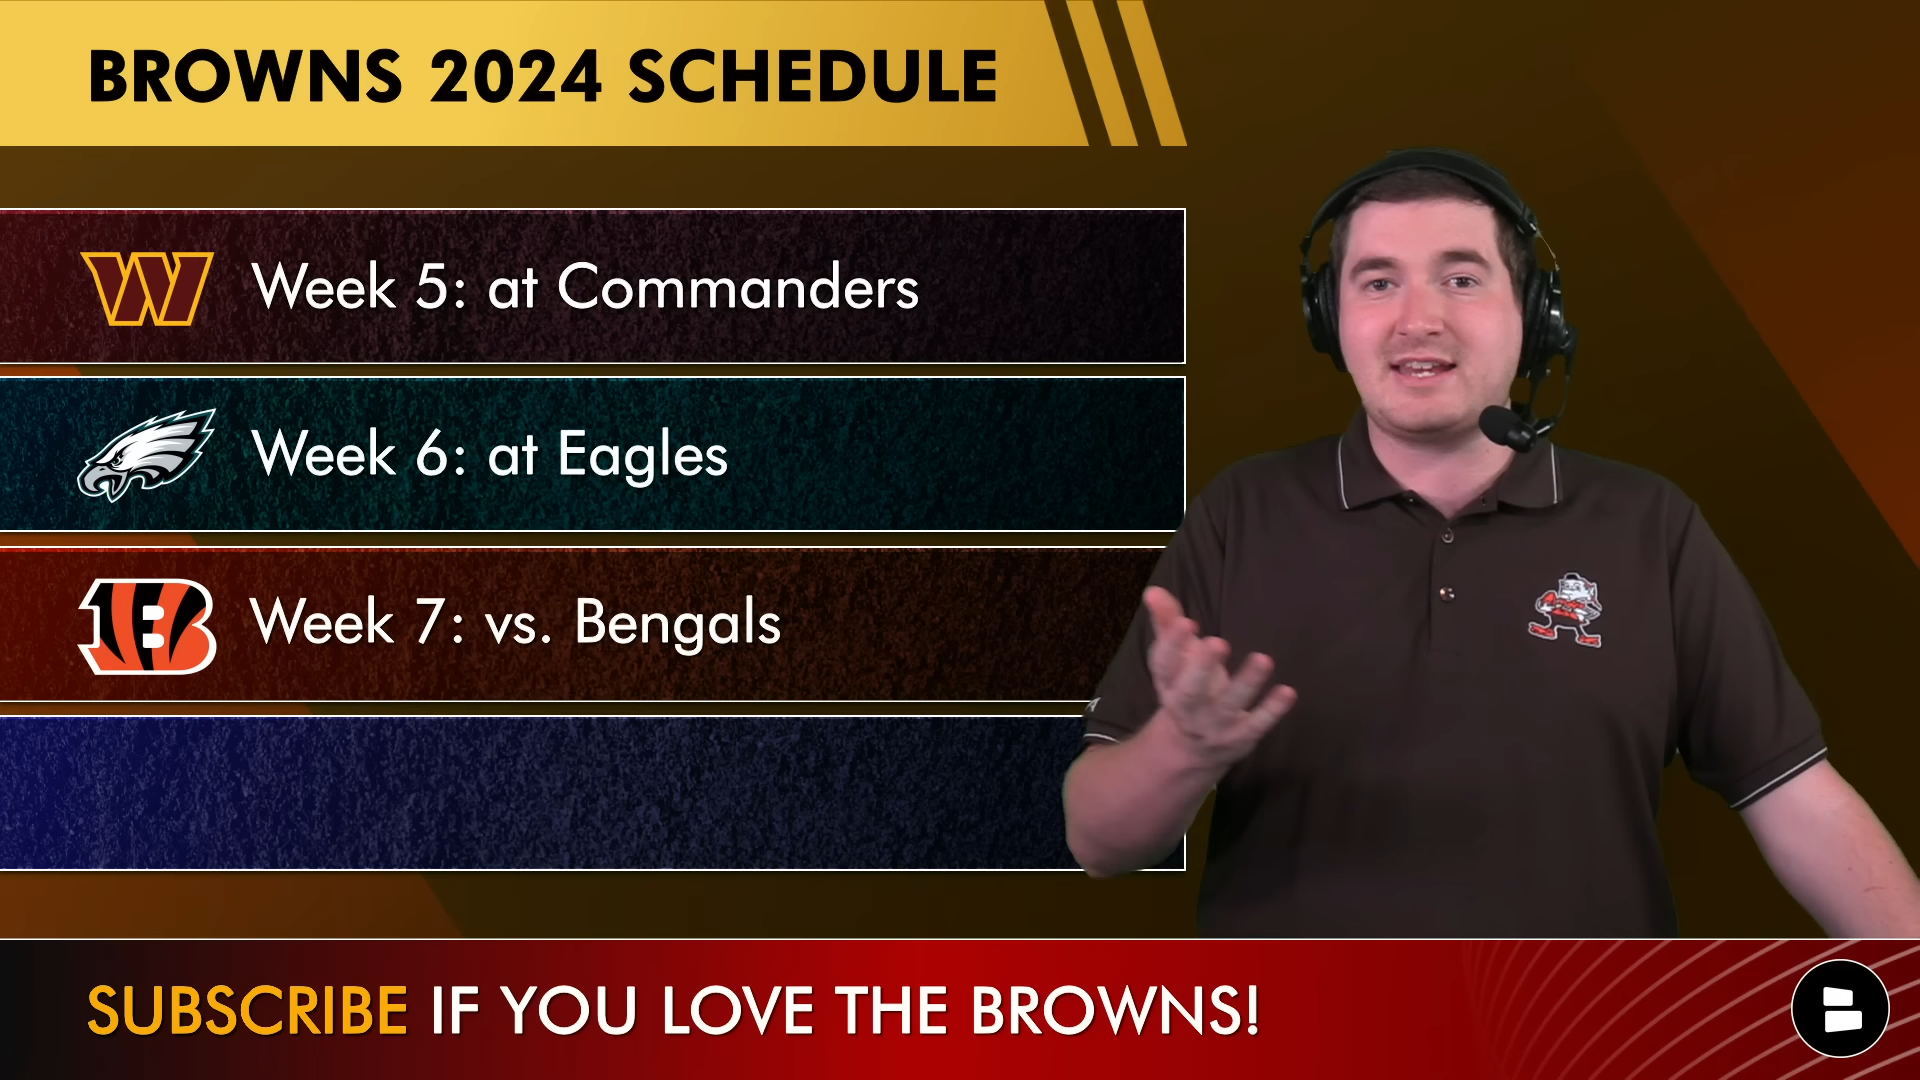 BROWNS 2024 SCHEDULE
Week 5: at Commanders
Week 6: at Eagles
Week 7: vs. Bengals
SUBSCRIBE IF YOU LOVE THE BROWNS!